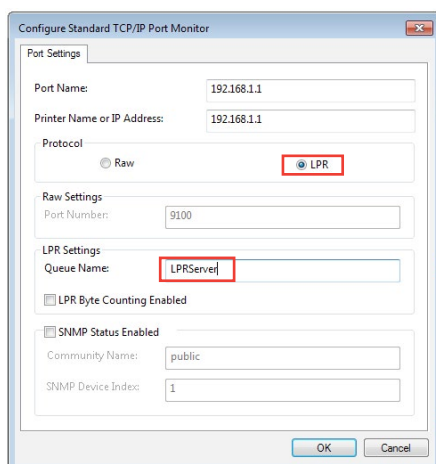 Configure Standard TCP/IP Port Monitor
Port Settings
Port Name: 192.168.1.1
Printer Name or IP Address: 192.168.1.1
Protocol
Raw LPR
Raw Settings
Port Number: 9100
LPR Settings
Queue Name: LPRServer
LPR Byte Counting Enabled
SNMP Status Enabled
Community Name: public
SNMP Device Index: 1
OK Cancel